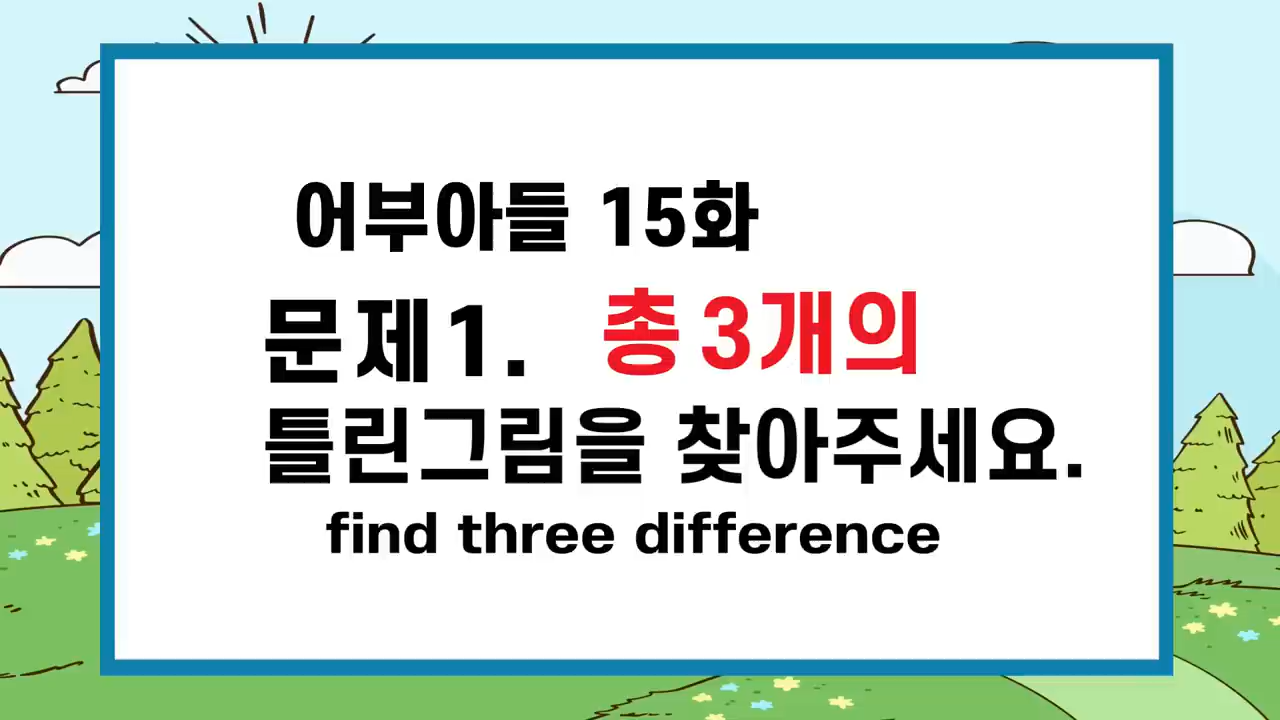 어부아들 15화
문제1. 총3개의
틀린그림을 찾아주세요.
find three difference